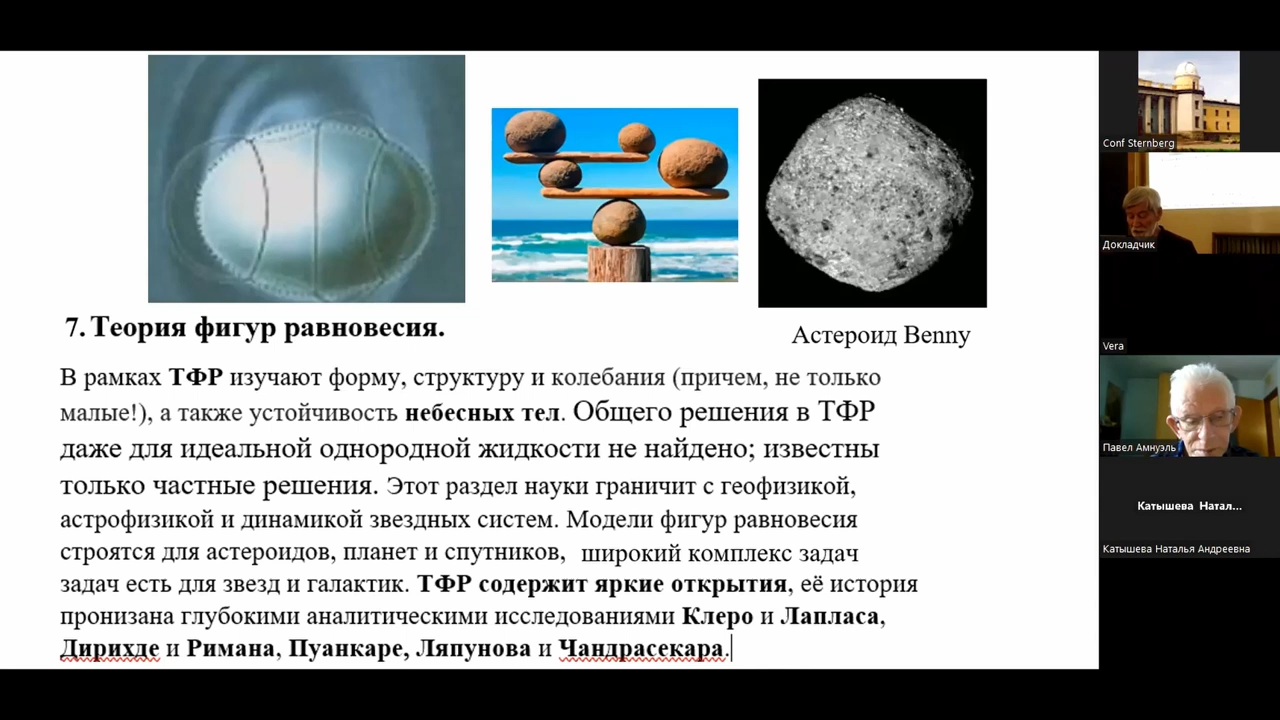 7. Теория фигур равновесия.
Астероид Benny
В рамках ТФР изучают форму, структуру и колебания (причем, не только
малые!), а также устойчивость небесных тел. Общего решения в ТФР
даже для идеальной однородной жидкости не найдено; известны
только частные решения. Этот раздел науки граничит с геофизикой,
астрофизикой и динамикой звездных систем. Модели фигур равновесия
строятся для астероидов, планет и спутников, широкий комплекс задач
задач есть для звезд и галактик. ТФР содержит яркие открытия, её история
пронизана глубокими аналитическими исследованиями Клеро и Лапласа,
Дирихде и Римана, Пуанкаре, Ляпунова и Чандрасекара.
Conf Sternberg
Докладчик
Vera
Павел Амнуэль
Катышева Натал...
Катышева Наталья Андреевна